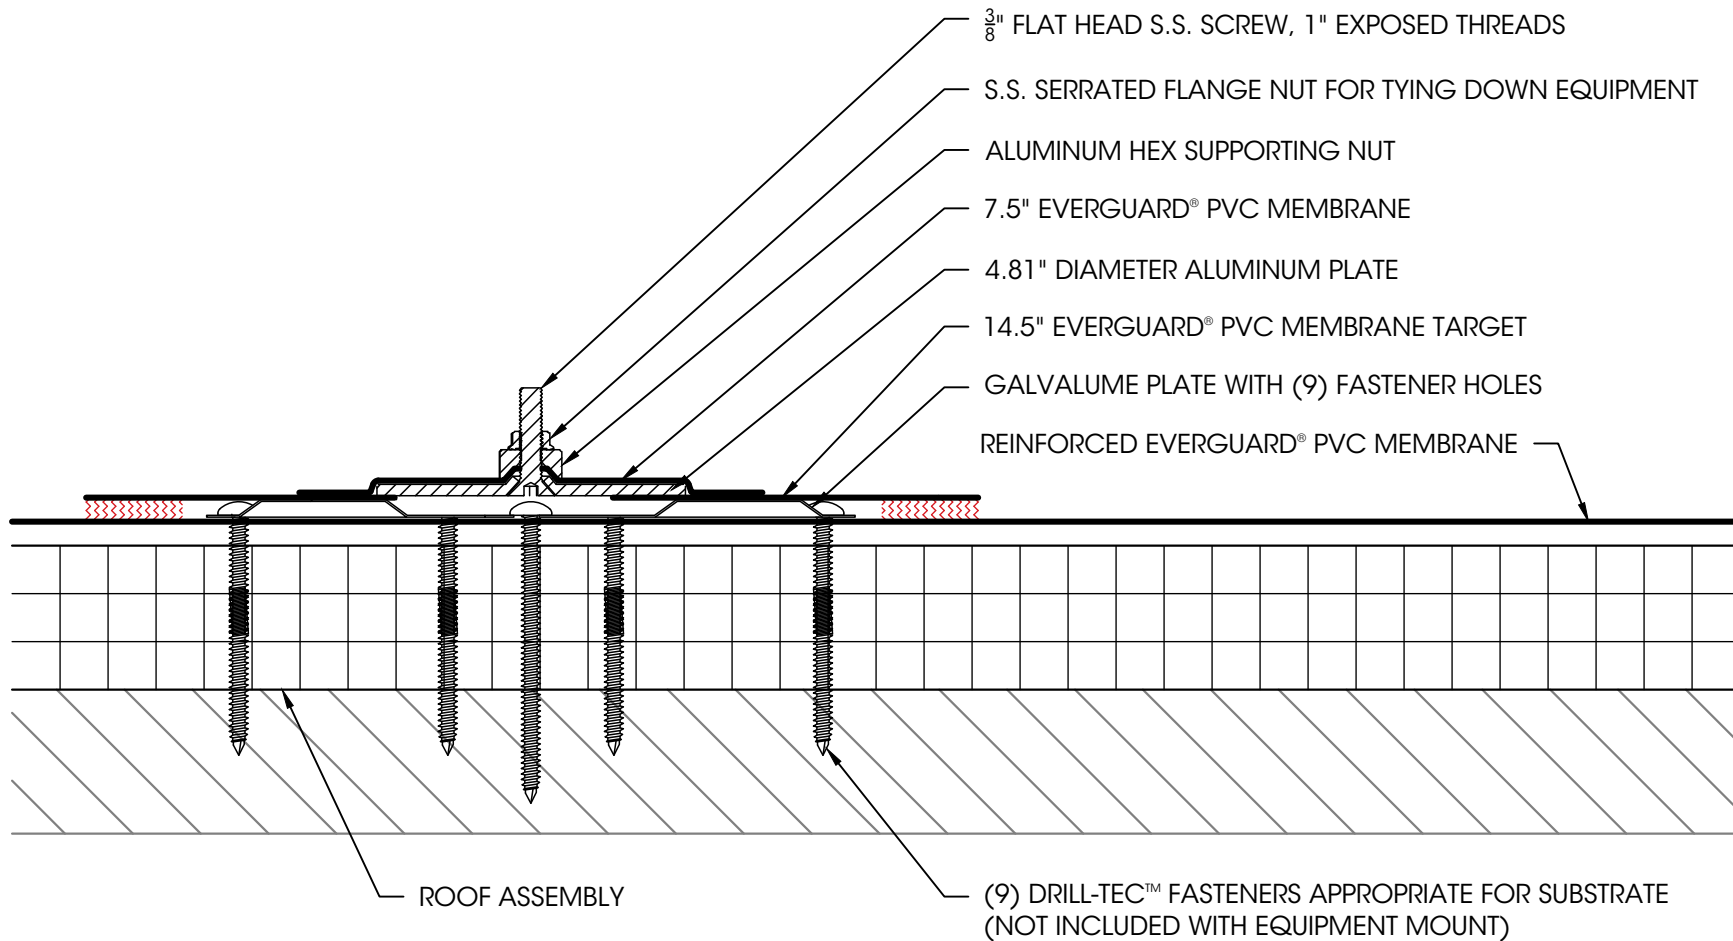 3/8" FLAT HEAD S.S. SCREW, 1" EXPOSED THREADS
S.S. SERRATED FLANGE NUT FOR TYING DOWN EQUIPMENT
ALUMINUM HEX SUPPORTING NUT
7.5" EVERGUARD® PVC MEMBRANE
4.81" DIAMETER ALUMINUM PLATE
14.5" EVERGUARD® PVC MEMBRANE TARGET
GALVALUME PLATE WITH (9) FASTENER HOLES
REINFORCED EVERGUARD® PVC MEMBRANE
ROOF ASSEMBLY
(9) DRILL-TEC™ FASTENERS APPROPRIATE FOR SUBSTRATE
(NOT INCLUDED WITH EQUIPMENT MOUNT)